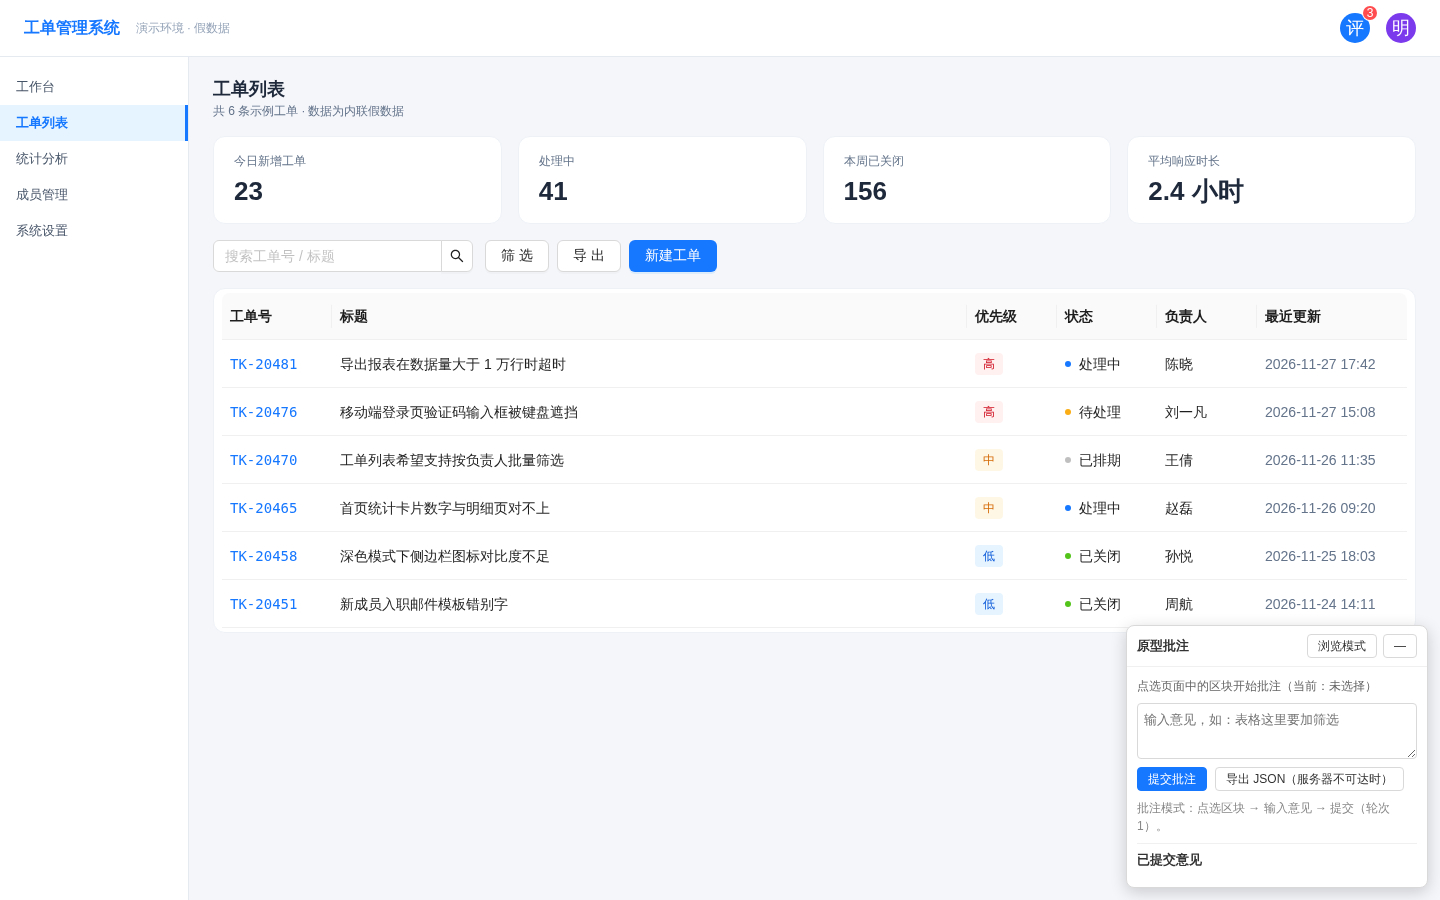 工单管理系统 演示环境 · 假数据 评 3 明
工作台
工单列表
统计分析
成员管理
系统设置
工单列表
共 6 条示例工单 · 数据为内联假数据
今日新增工单 处理中 本周已关闭 平均响应时长
23 41 156 2.4 小时
搜索工单号 / 标题 筛 选 导 出 新建工单
工单号 标题 优先级 状态 负责人 最近更新
TK-20481 导出报表在数据量大于 1 万行时超时 高 处理中 陈晓 2026-11-27 17:42
TK-20476 移动端登录页验证码输入框被键盘遮挡 高 待处理 刘一凡 2026-11-27 15:08
TK-20470 工单列表希望支持按负责人批量筛选 中 已排期 王倩 2026-11-26 11:35
TK-20465 首页统计卡片数字与明细页对不上 中 处理中 赵磊 2026-11-26 09:20
TK-20458 深色模式下侧边栏图标对比度不足 低 已关闭 孙悦 2026-11-25 18:03
TK-20451 新成员入职邮件模板错别字 低 已关闭 周航 2026-11-24 14:11
原型批注 浏览模式 —
点选页面中的区块开始批注（当前：未选择）
输入意见，如：表格这里要加筛选
提交批注 导出 JSON（服务器不可达时）
批注模式：点选区块 → 输入意见 → 提交（轮次
1）。
已提交意见